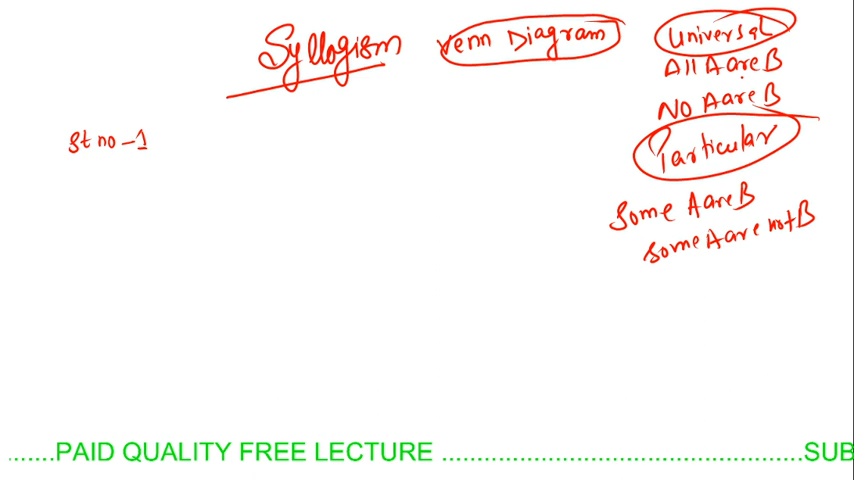 Syllogism Venn Diagram Universal
All A are B
NO A are B
Particular
St no - 1
Some A are B
Some A are not B
......PAID QUALITY FREE LECTURE ..................................................SUB